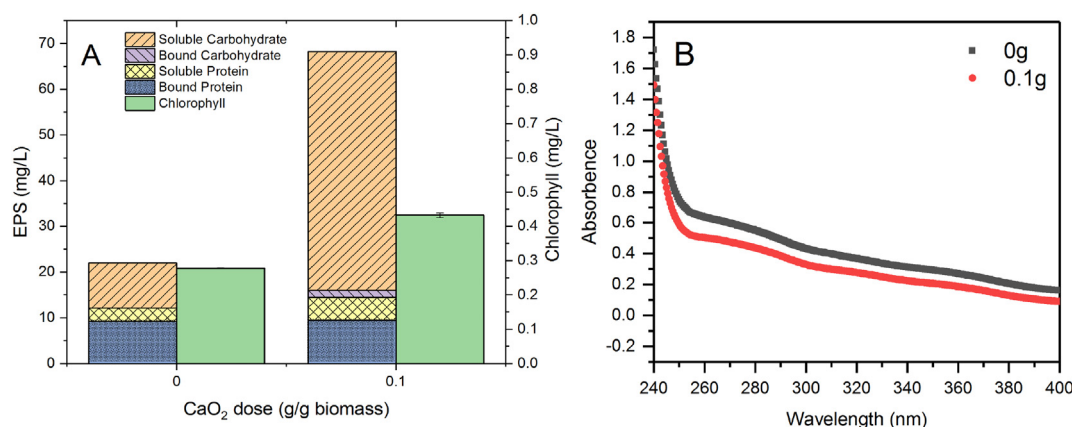 A
Soluble Carbohydrate
Bound Carbohydrate
Soluble Protein
Bound Protein
Chlorophyll
70
60
50
40
30
20
10
0
EPS (mg/L)
1.0
0.9
0.8
0.7
0.6
0.5
0.4
0.3
0.2
0.1
0.0
Chlorophyll (mg/L)
0 0.1
CaO₂ dose (g/g biomass)
B
0g
0.1g
1.8
1.6
1.4
1.2
1.0
0.8
0.6
0.4
0.2
0.0
-0.2
Absorbence
240 260 280 300 320 340 360 380 400
Wavelength (nm)